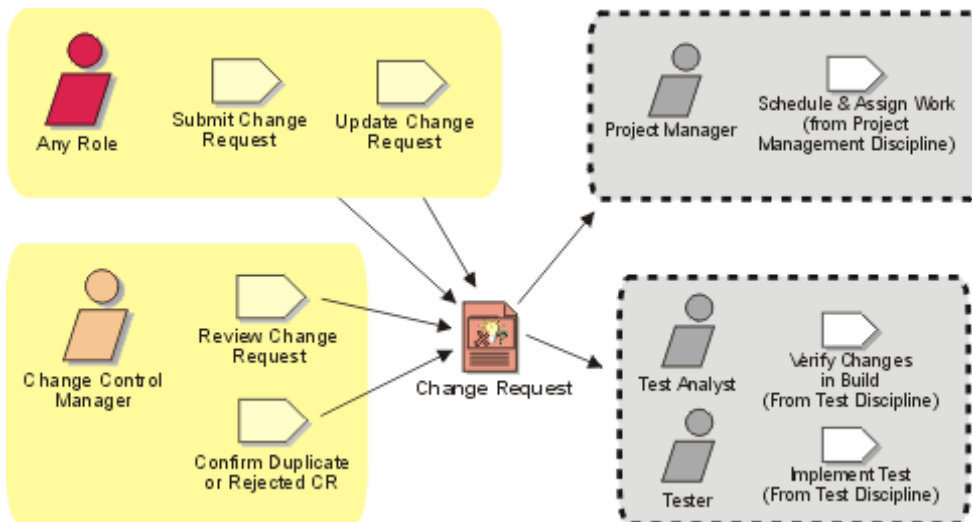 Any Role
Submit Change
Request
Update Change
Request
Project Manager
Schedule & Assign Work
(from Project
Management Discipline)
Change Control
Manager
Review Change
Request
Confirm Duplicate
or Rejected CR
Change Request
Test Analyst
Verify Changes
in Build
(From Test Discipline)
Tester
Implement Test
(From Test Discipline)